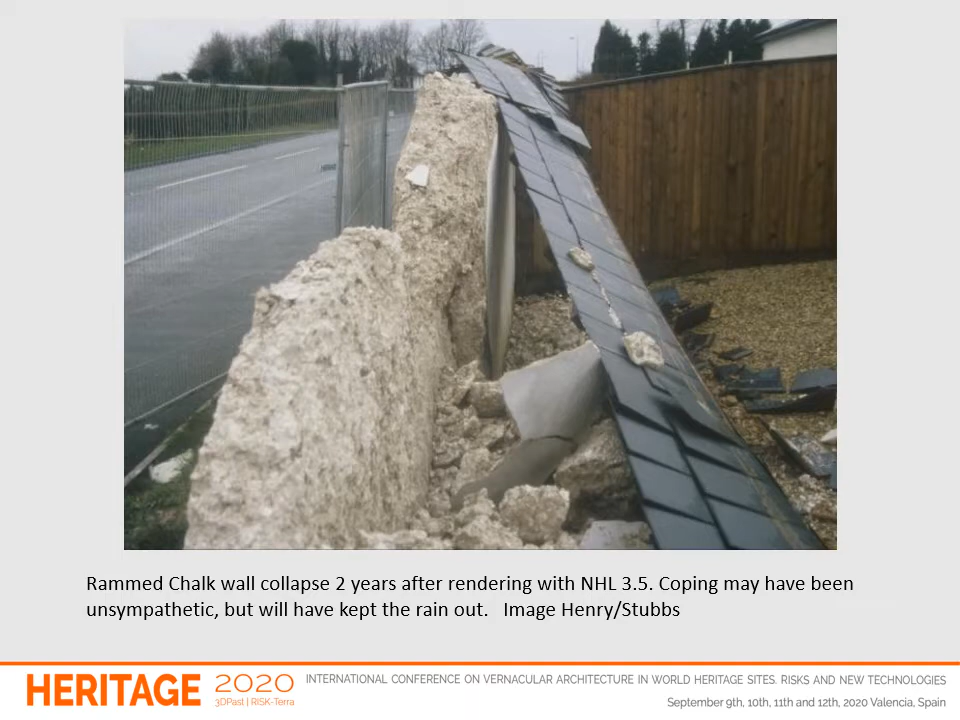 Rammed Chalk wall collapse 2 years after rendering with NHL 3.5. Coping may have been
unsympathetic, but will have kept the rain out.   Image Henry/Stubbs
HERITAGE 2020
3DPast | RISK-Terra
INTERNATIONAL CONFERENCE ON VERNACULAR ARCHITECTURE IN WORLD HERITAGE SITES. RISKS AND NEW TECHNOLOGIES
September 9th, 10th, 11th and 12th, 2020 Valencia, Spain